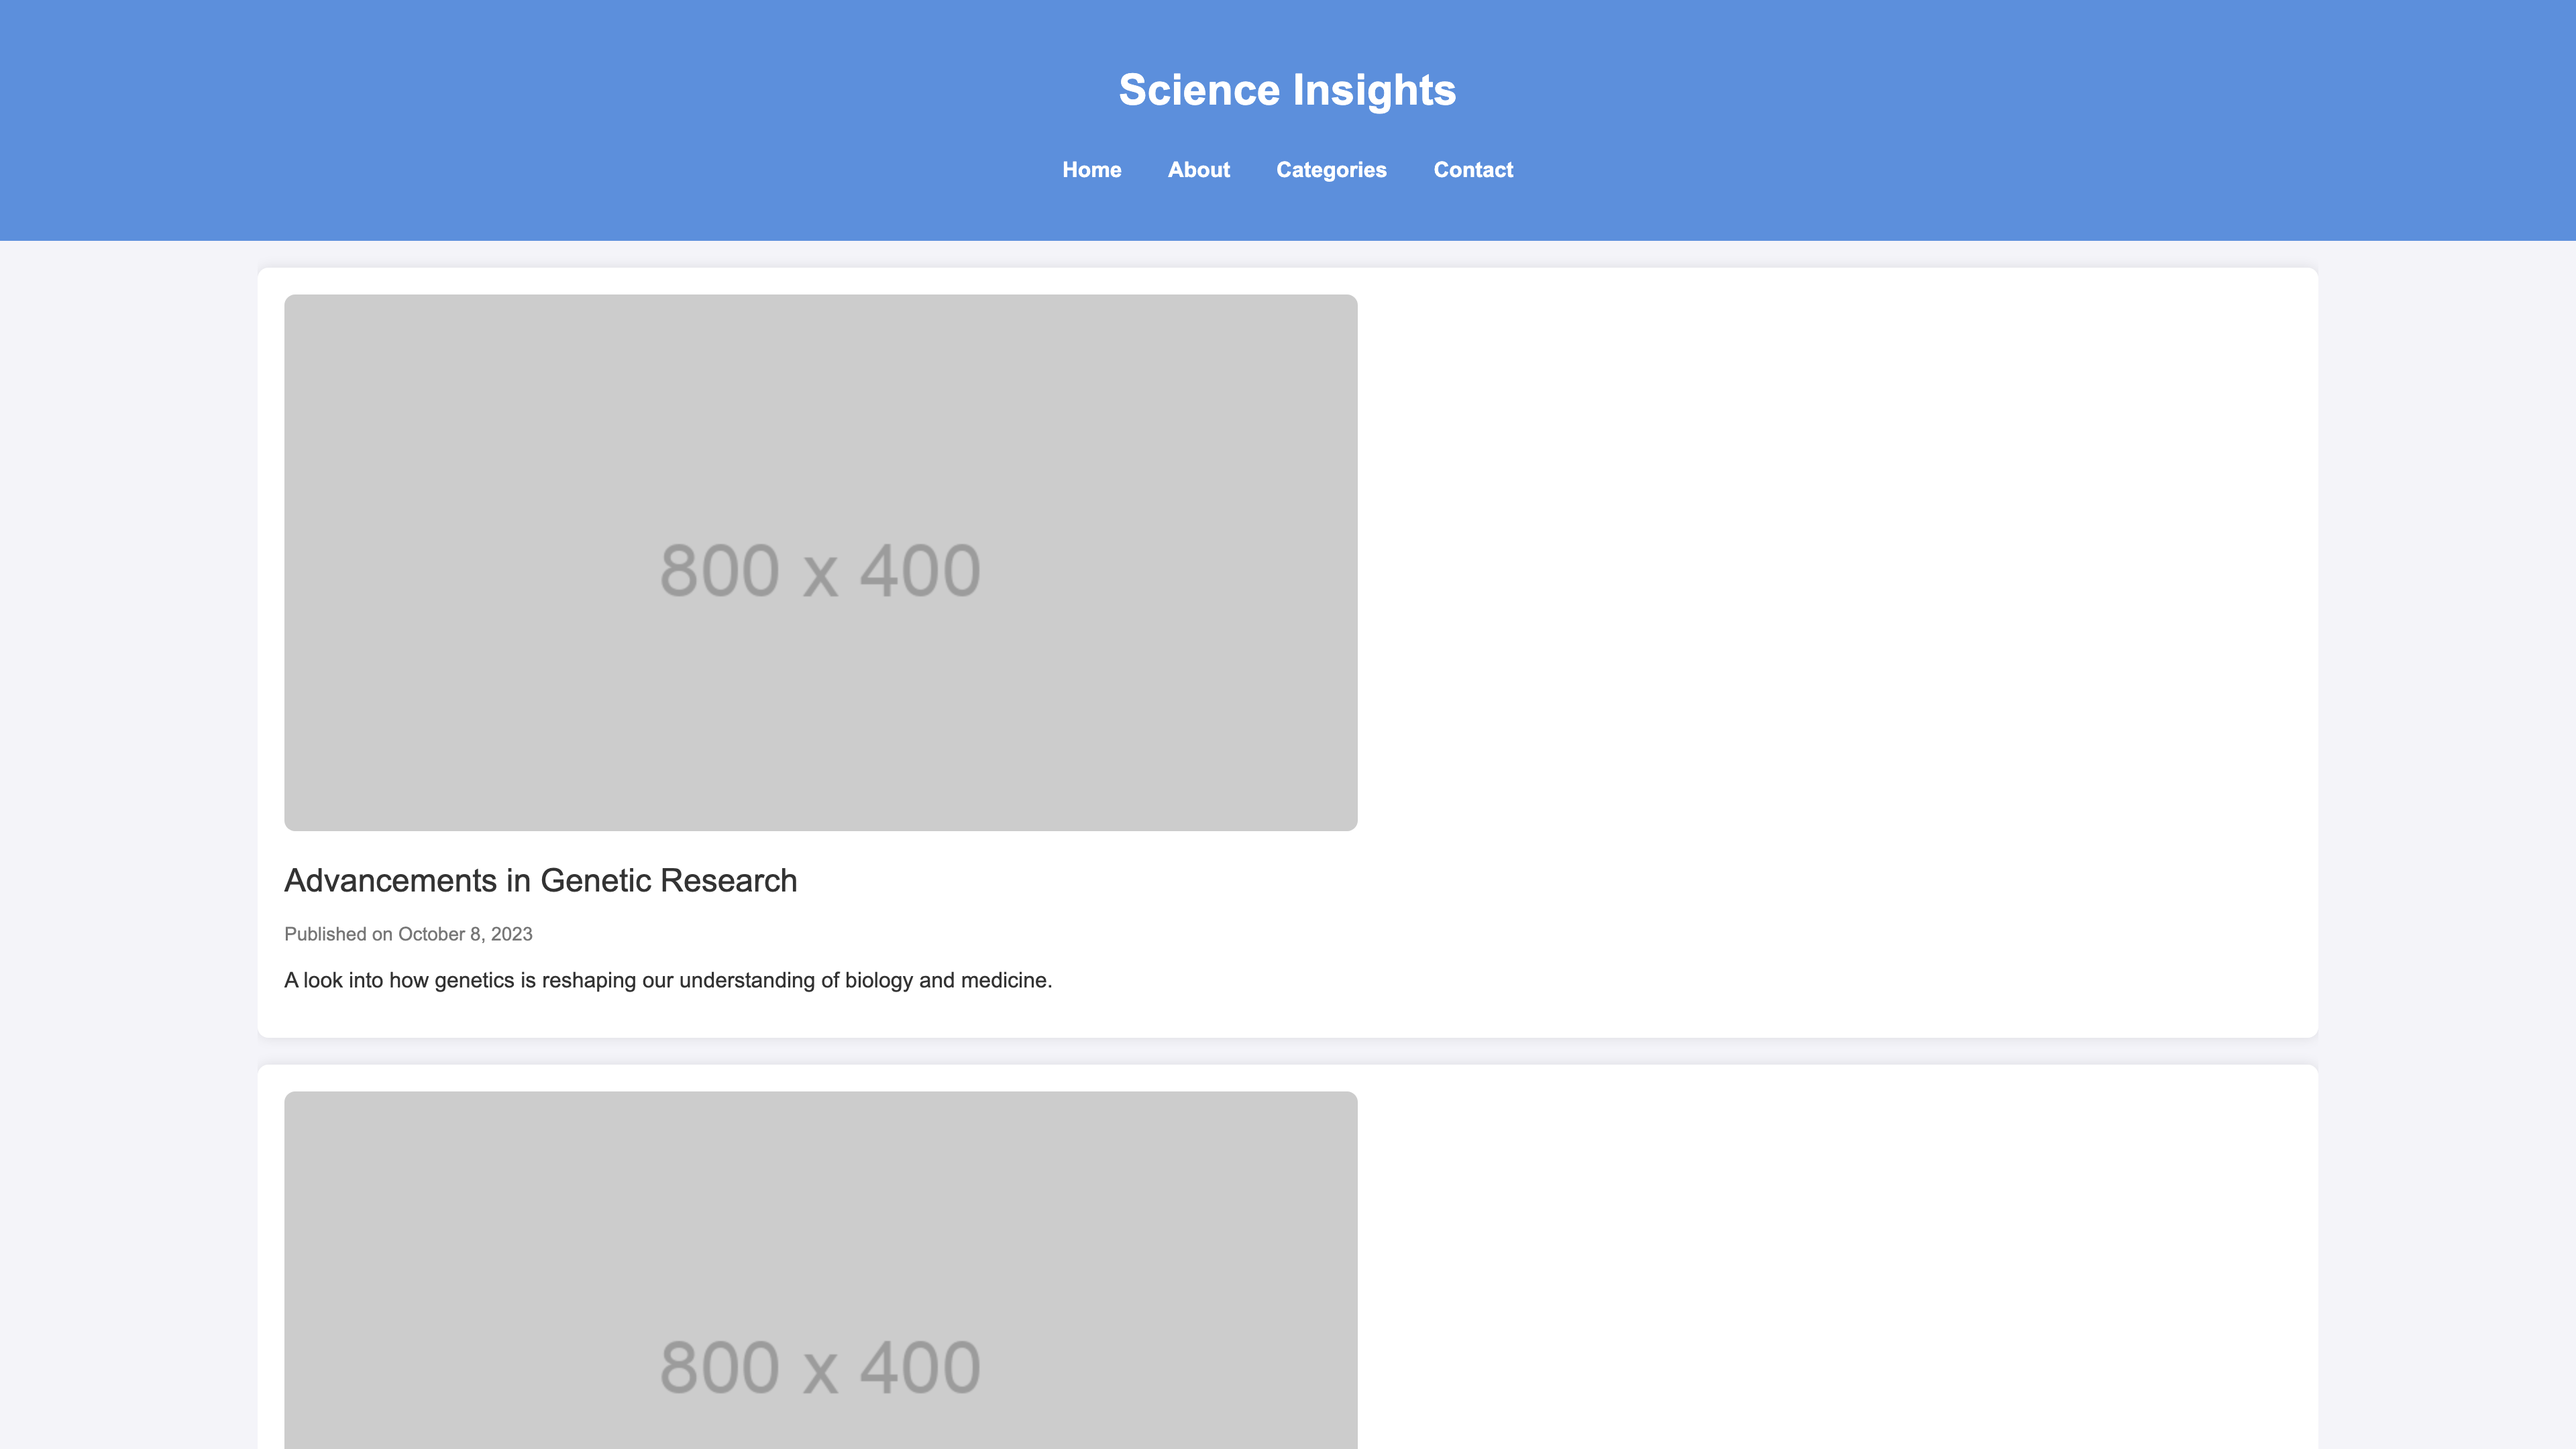 Science Insights
Home About Categories Contact
800 x 400
Advancements in Genetic Research
Published on October 8, 2023
A look into how genetics is reshaping our understanding of biology and medicine.
800 x 400